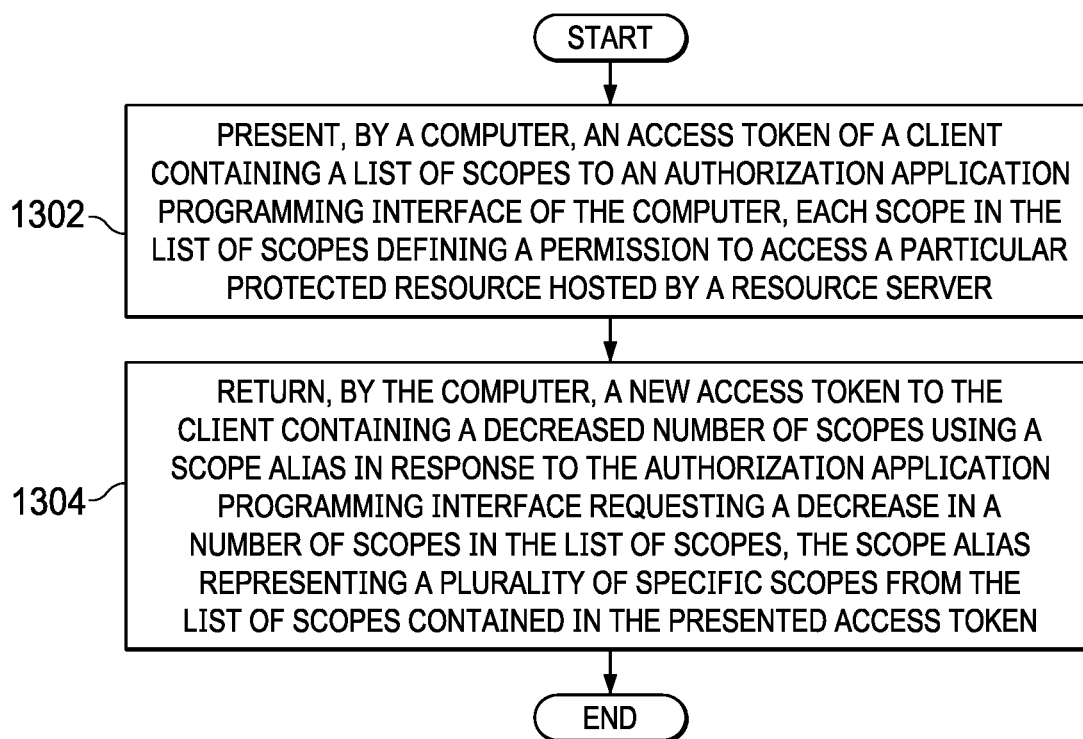 START
PRESENT, BY A COMPUTER, AN ACCESS TOKEN OF A CLIENT
CONTAINING A LIST OF SCOPES TO AN AUTHORIZATION APPLICATION
PROGRAMMING INTERFACE OF THE COMPUTER, EACH SCOPE IN THE
LIST OF SCOPES DEFINING A PERMISSION TO ACCESS A PARTICULAR
PROTECTED RESOURCE HOSTED BY A RESOURCE SERVER
1302
RETURN, BY THE COMPUTER, A NEW ACCESS TOKEN TO THE
CLIENT CONTAINING A DECREASED NUMBER OF SCOPES USING A
SCOPE ALIAS IN RESPONSE TO THE AUTHORIZATION APPLICATION
PROGRAMMING INTERFACE REQUESTING A DECREASE IN A
NUMBER OF SCOPES IN THE LIST OF SCOPES, THE SCOPE ALIAS
REPRESENTING A PLURALITY OF SPECIFIC SCOPES FROM THE
LIST OF SCOPES CONTAINED IN THE PRESENTED ACCESS TOKEN
1304
END